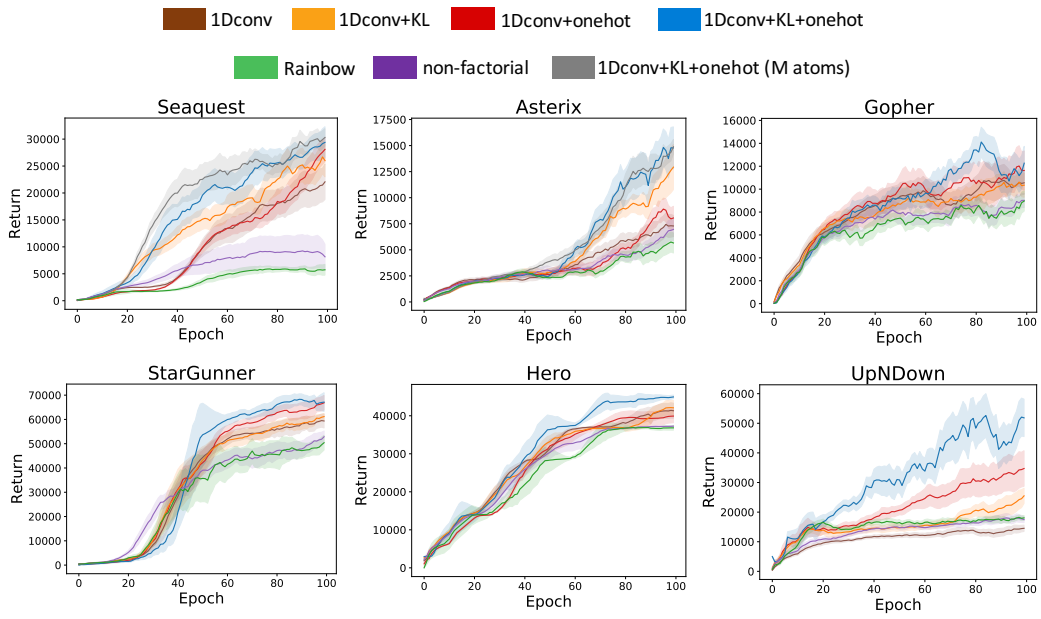 1Dconv 1Dconv+KL 1Dconv+onehot 1Dconv+KL+onehot
Rainbow non-factorial 1Dconv+KL+onehot (M atoms)
Seaquest Asterix Gopher
Return
30000
25000
20000
15000
10000
5000
0
0 20 40 60 80 100
Epoch
Return
17500
15000
12500
10000
7500
5000
2500
0
0 20 40 60 80 100
Epoch
Return
16000
14000
12000
10000
8000
6000
4000
2000
0
0 20 40 60 80 100
Epoch
StarGunner Hero UpNDown
Return
70000
60000
50000
40000
30000
20000
10000
0
0 20 40 60 80 100
Epoch
Return
40000
30000
20000
10000
0
0 20 40 60 80 100
Epoch
Return
60000
50000
40000
30000
20000
10000
0
0 20 40 60 80 100
Epoch